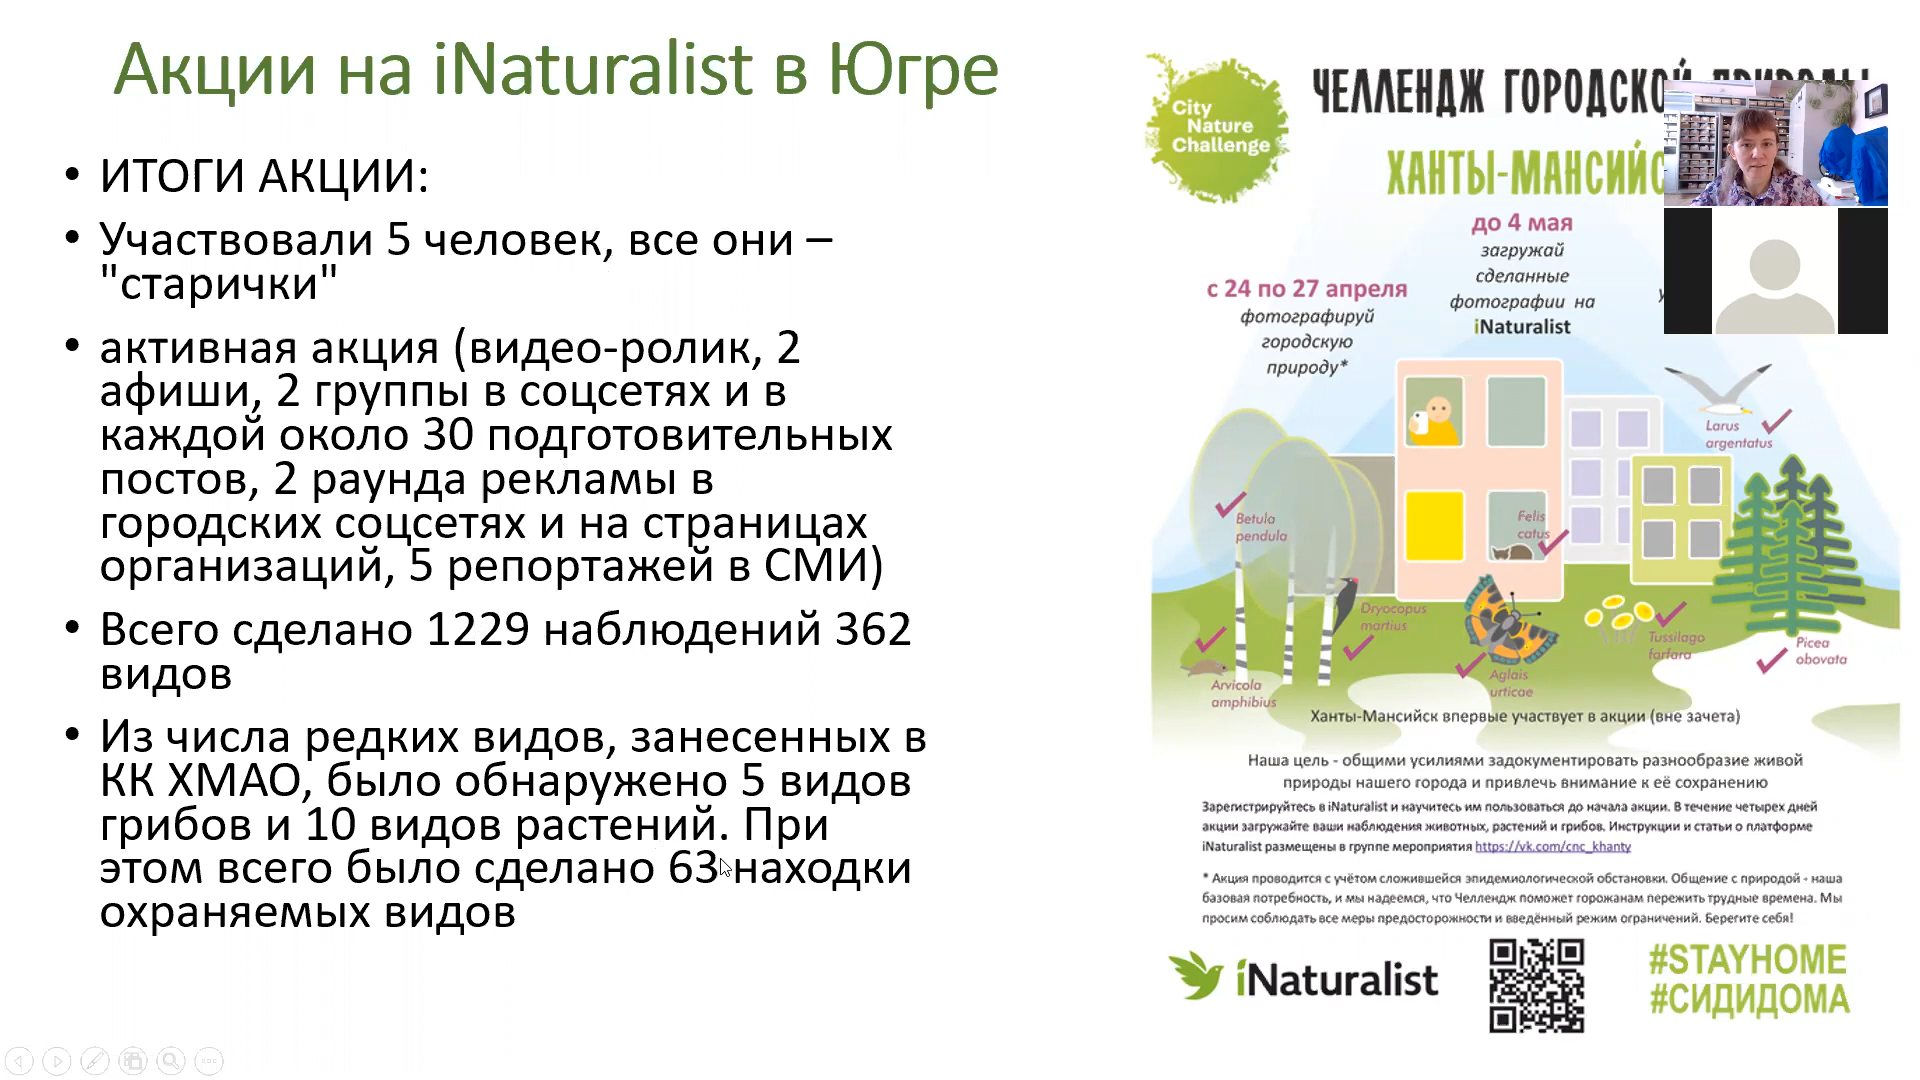 Акции на iNaturalist в Югре
• ИТОГИ АКЦИИ:
• Участвовали 5 человек, все они –
"старички"
• активная акция (видео-ролик, 2
афиши, 2 группы в соцсетях и в
каждой около 30 подготовительных
постов, 2 раунда рекламы в
городских соцсетях и на страницах
организаций, 5 репортажей в СМИ)
• Всего сделано 1229 наблюдений 362
видов
• Из числа редких видов, занесенных в
КК ХМАО, было обнаружено 5 видов
грибов и 10 видов растений. При
этом всего было сделано 63 находки
охраняемых видов
City
Nature
Challenge
ЧЕЛЛЕНДЖ ГОРОДСКОЙ ПРИРОДЫ
ХАНТЫ-МАНСИЙС
до 4 мая
загружай
сделанные
фотографии на
iNaturalist
с 24 по 27 апреля
фотографируй
городскую
природу*
Larus
argentatus
Betula
pendula
Felis
catus
Dryocopus
martius
Tussilago
farfara
Picea
obovata
Aglais
urticae
Arvicola
amphibius
Ханты-Мансийск впервые участвует в акции (вне зачета)
Наша цель - общими усилиями задокументировать разнообразие живой
природы нашего города и привлечь внимание к её сохранению
Зарегистрируйтесь в iNaturalist и научитесь им пользоваться до начала акции. В течение четырех дней
акции загружайте ваши наблюдения животных, растений и грибов. Инструкции и статьи о платформе
iNaturalist размещены в группе мероприятия https://vk.com/cnc_khanty
* Акция проводится с учётом сложившейся эпидемиологической обстановки. Общение с природой - наша
базовая потребность, и мы надеемся, что Челлендж поможет горожанам пережить трудные времена. Мы
просим соблюдать все меры предосторожности и введённый режим ограничений. Берегите себя!
iNaturalist
#STAYHOME
#СИДИДОМА